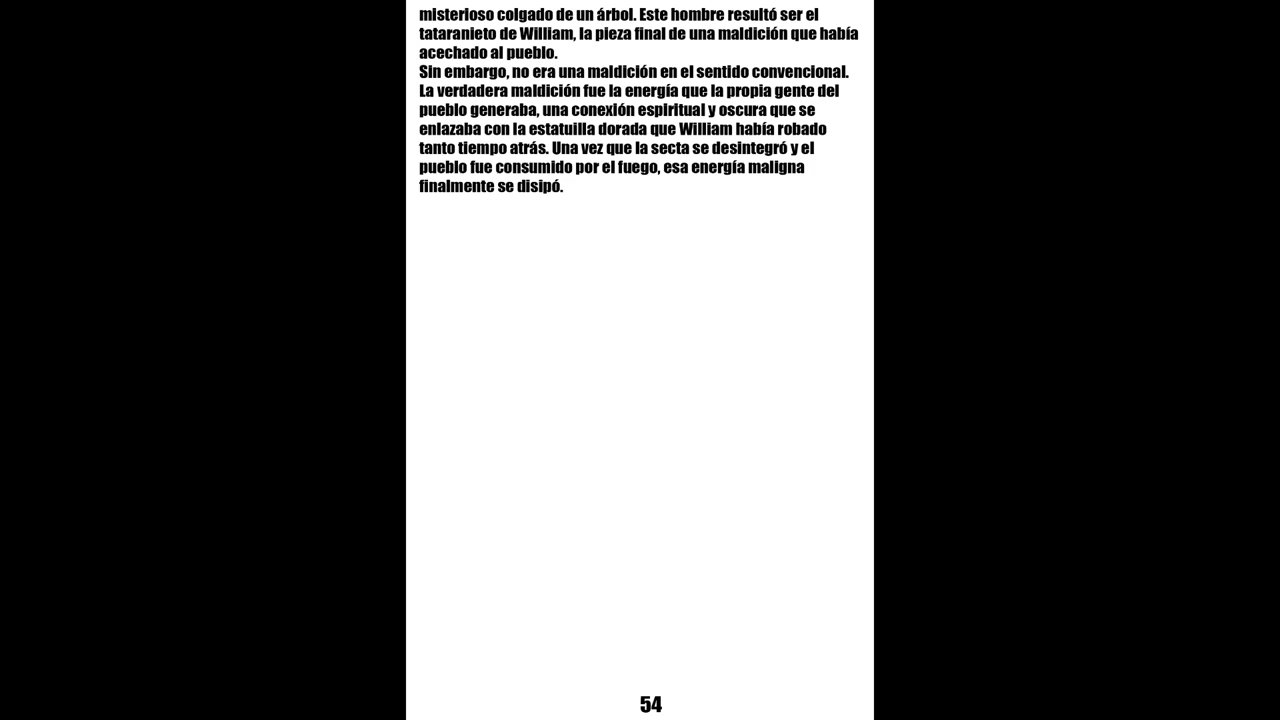 misterioso colgado de un árbol. Este hombre resultó ser el
tataranieto de William, la pieza final de una maldición que había
acechado al pueblo.
Sin embargo, no era una maldición en el sentido convencional.
La verdadera maldición fue la energía que la propia gente del
pueblo generaba, una conexión espiritual y oscura que se
enlazaba con la estatuilla dorada que William había robado
tanto tiempo atrás. Una vez que la secta se desintegró y el
pueblo fue consumido por el fuego, esa energía maligna
finalmente se disipó.
54